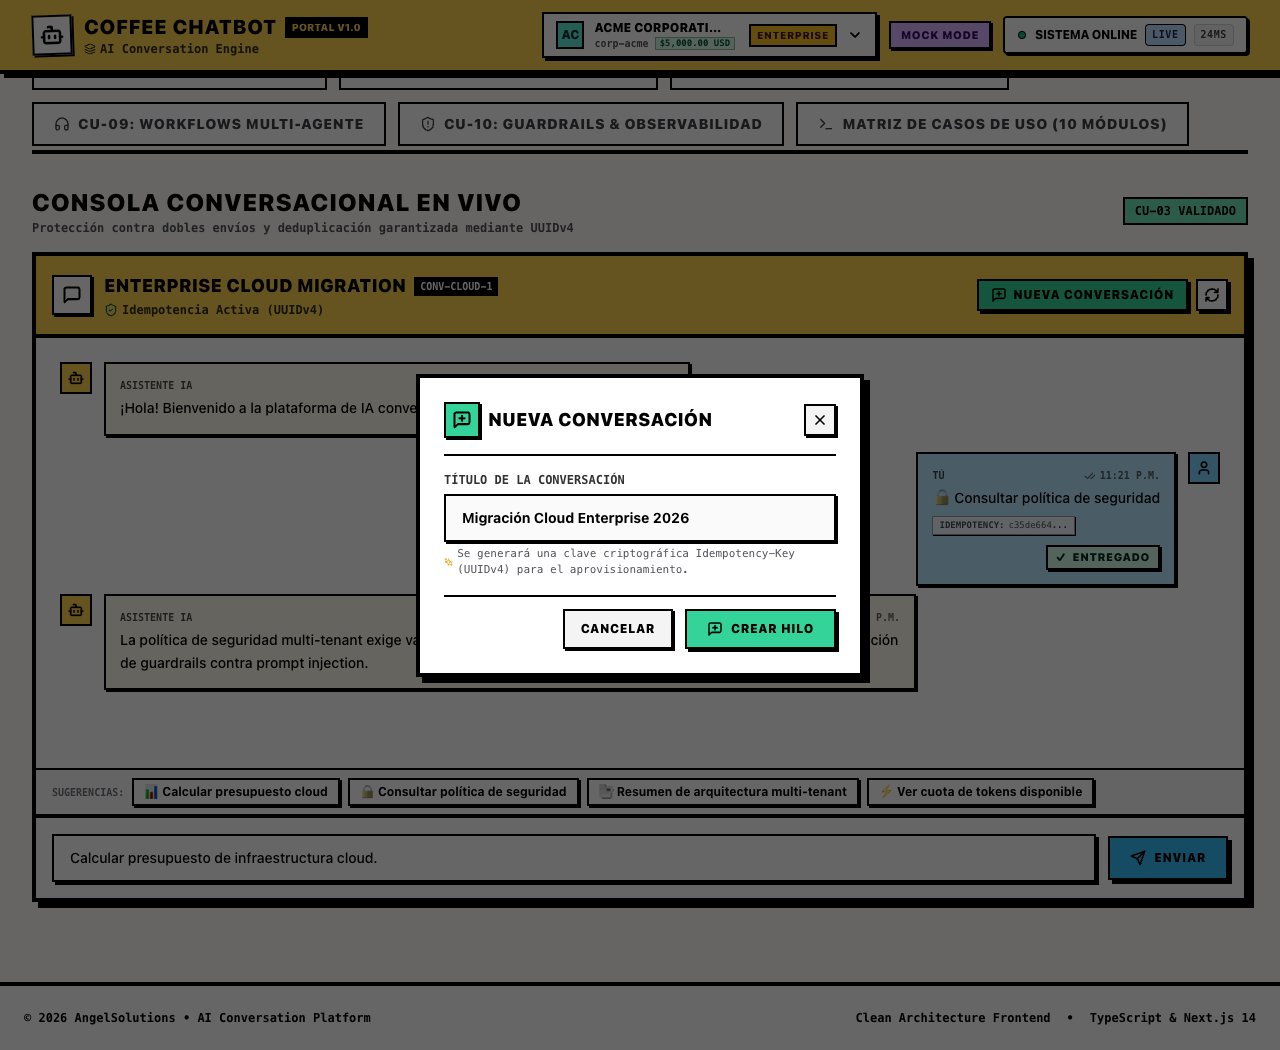 COFFEE CHATBOT PORTAL V1.0
AI Conversation Engine
AC ACME CORPORATI... ENTERPRISE
corp-acme $5,000.00 USD
MOCK MODE
SISTEMA ONLINE LIVE 24MS
CU-09: WORKFLOWS MULTI-AGENTE
CU-10: GUARDRAILS & OBSERVABILIDAD
MATRIZ DE CASOS DE USO (10 MÓDULOS)
CONSOLA CONVERSACIONAL EN VIVO
Protección contra dobles envíos y deduplicación garantizada mediante UUIDv4
CU-03 VALIDADO
ENTERPRISE CLOUD MIGRATION CONV-CLOUD-1
Idempotencia Activa (UUIDv4)
NUEVA CONVERSACIÓN
ASISTENTE IA
¡Hola! Bienvenido a la plataforma de IA conve
NUEVA CONVERSACIÓN
TÍTULO DE LA CONVERSACIÓN
Migración Cloud Enterprise 2026
Se generará una clave criptográfica Idempotency-Key
(UUIDv4) para el aprovisionamiento.
CANCELAR
CREAR HILO
TÚ 11:21 P.M.
Consultar política de seguridad
IDEMPOTENCY: c35de664...
ENTREGADO
ASISTENTE IA P.M.
La política de seguridad multi-tenant exige va ción
de guardrails contra prompt injection.
SUGERENCIAS:
Calcular presupuesto cloud
Consultar política de seguridad
Resumen de arquitectura multi-tenant
Ver cuota de tokens disponible
Calcular presupuesto de infraestructura cloud.
ENVIAR
© 2026 AngelSolutions • AI Conversation Platform
Clean Architecture Frontend • TypeScript & Next.js 14